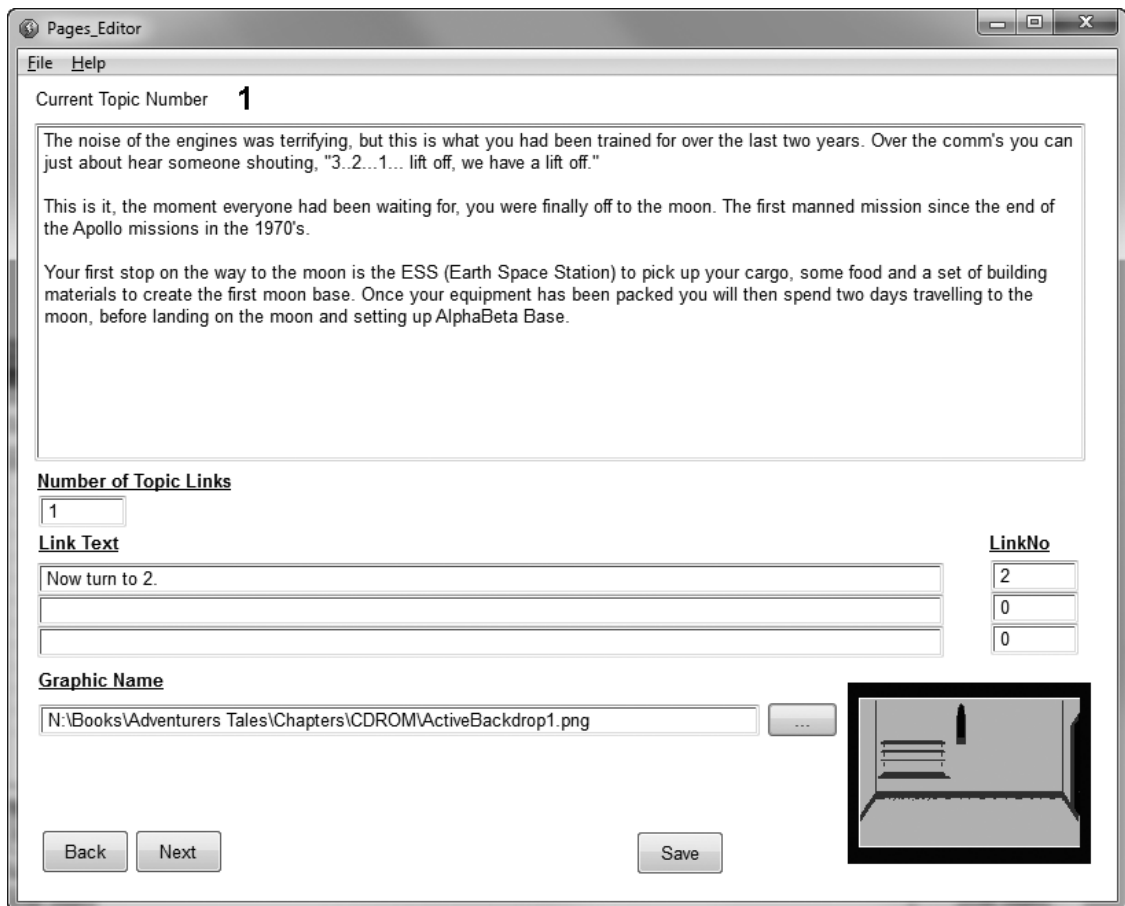 Pages_Editor
File Help
Current Topic Number 1
The noise of the engines was terrifying, but this is what you had been trained for over the last two years. Over the comm's you can
just about hear someone shouting, "3..2...1... lift off, we have a lift off."
This is it, the moment everyone had been waiting for, you were finally off to the moon. The first manned mission since the end of
the Apollo missions in the 1970's.
Your first stop on the way to the moon is the ESS (Earth Space Station) to pick up your cargo, some food and a set of building
materials to create the first moon base. Once your equipment has been packed you will then spend two days travelling to the
moon, before landing on the moon and setting up AlphaBeta Base.
Number of Topic Links
1
Link Text LinkNo
Now turn to 2. 2
0
0
Graphic Name
N:\Books\Adventurers Tales\Chapters\CDROM\ActiveBackdrop1.png ...
Back Next Save